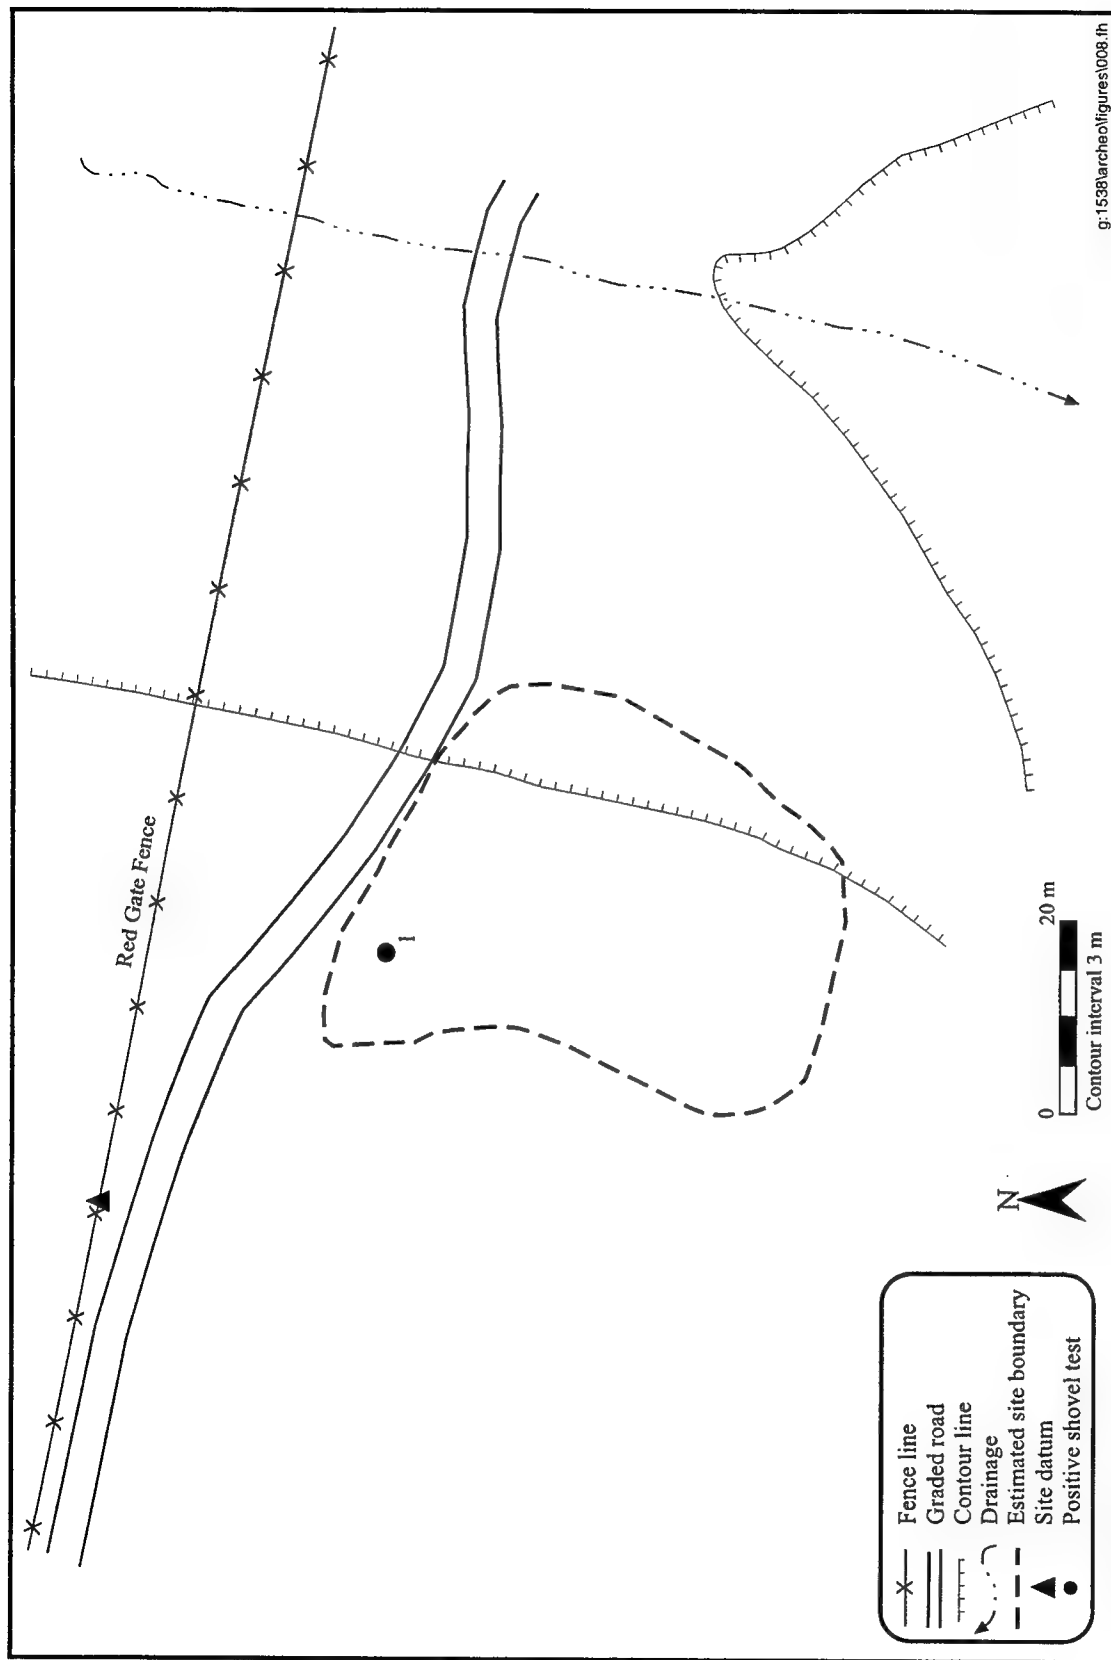 Red Gate Fence
1
N
0 20 m
Contour interval 3 m
Fence line
Graded road
Contour line
Drainage
Estimated site boundary
Site datum
Positive shovel test
g:1538\archeo\figures\008.fh